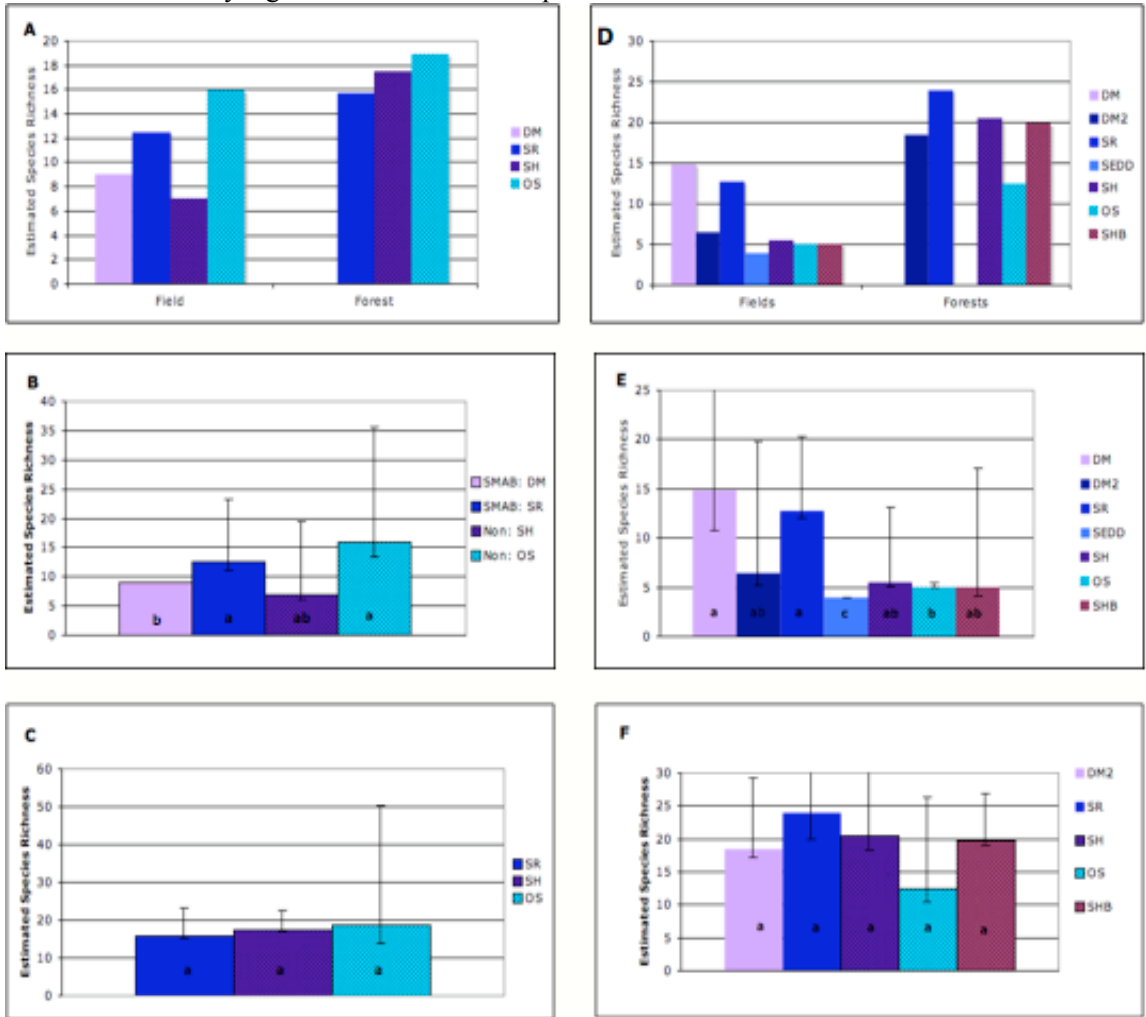 A
Estimated Species Richness
20
18
16
14
12
10
8
6
4
2
0
Field Forest
DM
SR
SH
OS
D
Estimated Species Richness
30
25
20
15
10
5
0
Fields Forests
DM
DM2
SR
SEDD
SH
OS
SHB
B
Estimated Species Richness
40
35
30
25
20
15
10
5
0
b a ab a
SMAB: DM
SMAB: SR
Non: SH
Non: OS
E
Estimated Species Richness
25
20
15
10
5
0
a ab a c ab b ab
DM
DM2
SR
SEDD
SH
OS
SHB
C
Estimated Species Richness
60
50
40
30
20
10
0
a a a
SR
SH
OS
F
Estimated Species Richness
30
25
20
15
10
5
0
a a a a a
DM2
SR
SH
OS
SHB